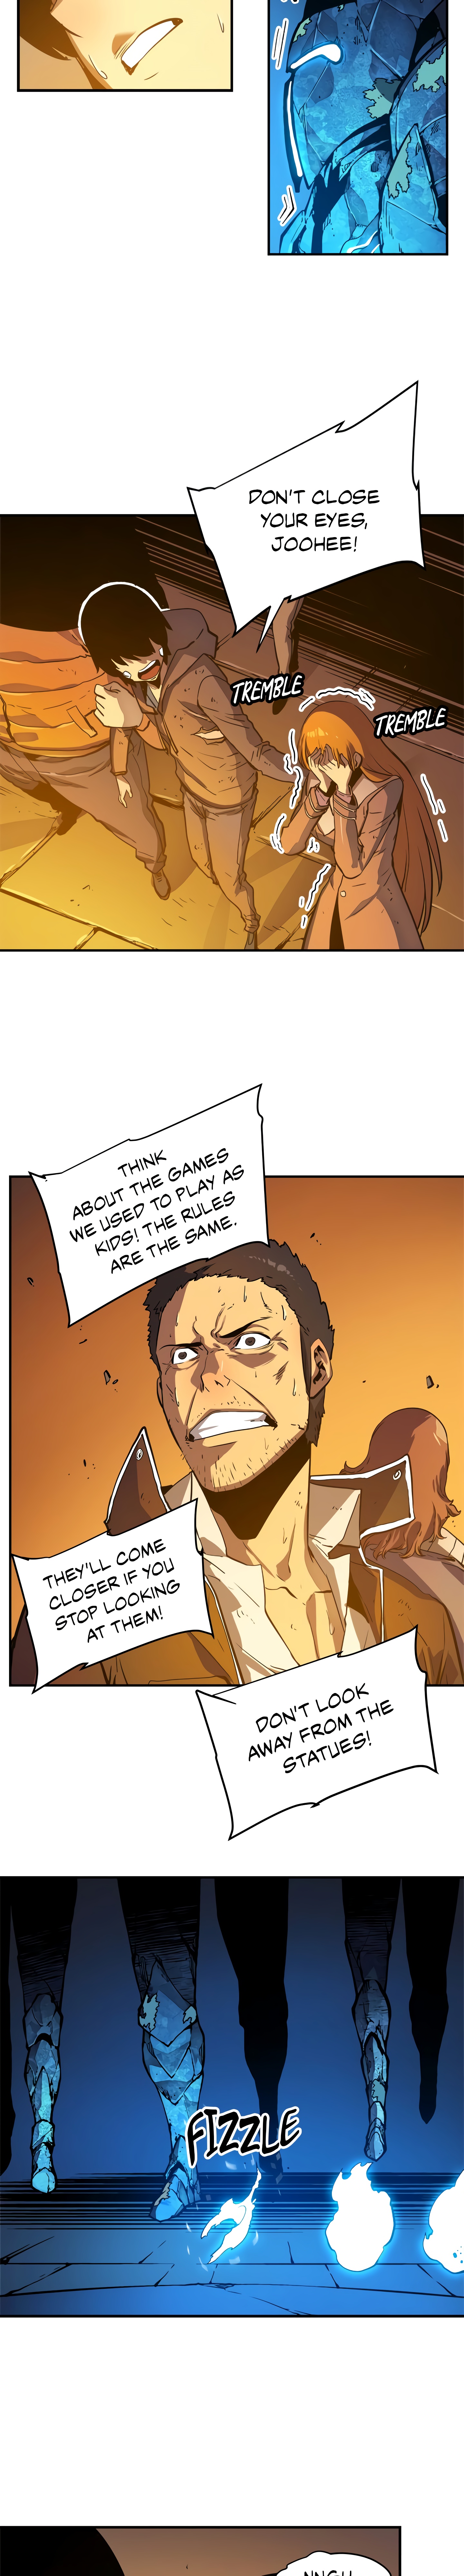 DON'T CLOSE
YOUR EYES,
JOOHEE!
TREMBLE
TREMBLE
THINK
ABOUT THE GAMES
WE USED TO PLAY AS
KIDS! THE RULES
ARE THE SAME.
THEY'LL COME
CLOSER IF YOU
STOP LOOKING
AT THEM!
DON'T LOOK
AWAY FROM THE
STATUES!
FIZZLE